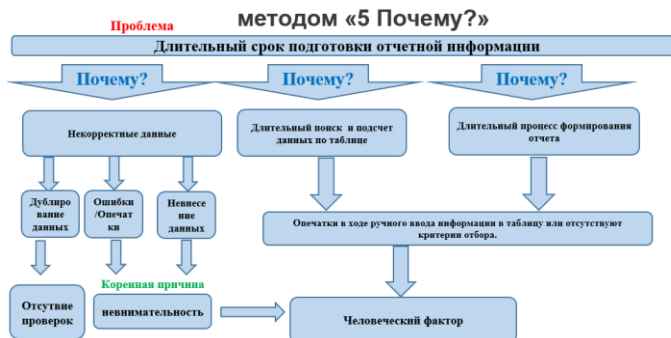 методом «5 Почему?»
Проблема
Длительный срок подготовки отчетной информации
Почему?
Почему?
Почему?
Некорректные данные
Длительный поиск и подсчет
данных по таблице
Длительный процесс формирования
отчета
Дублиро
вание
данных
Ошибки
/Опечат
ки
Невнесе
ние
данных
Опечатки в ходе ручного ввода информации в таблицу или отсутствуют
критерии отбора.
Коренная причина
Отсутвие
проверок
невнимательность
Человеческий фактор